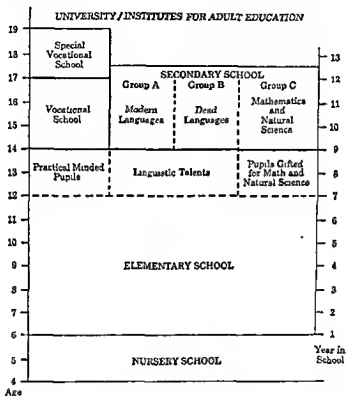 UNIVERSITY/INSTITUTES FOR ADULT EDUCATION
19
18
17
16
15
14
13
12
11
10
9
8
7
6
5
4
Age
Special
Vocational
School
Vocational
School
SECONDARY SCHOOL
Group A
Modern
Languages
Group B
Dead
Languages
Group C
Mathematics
and
Natural
Science
Practical Minded
Pupils
Linguistic Talents
Pupils Gifted
for Math and
Natural Science
ELEMENTARY SCHOOL
NURSERY SCHOOL
13
12
11
10
9
8
7
6
5
4
3
2
1
Year in
School